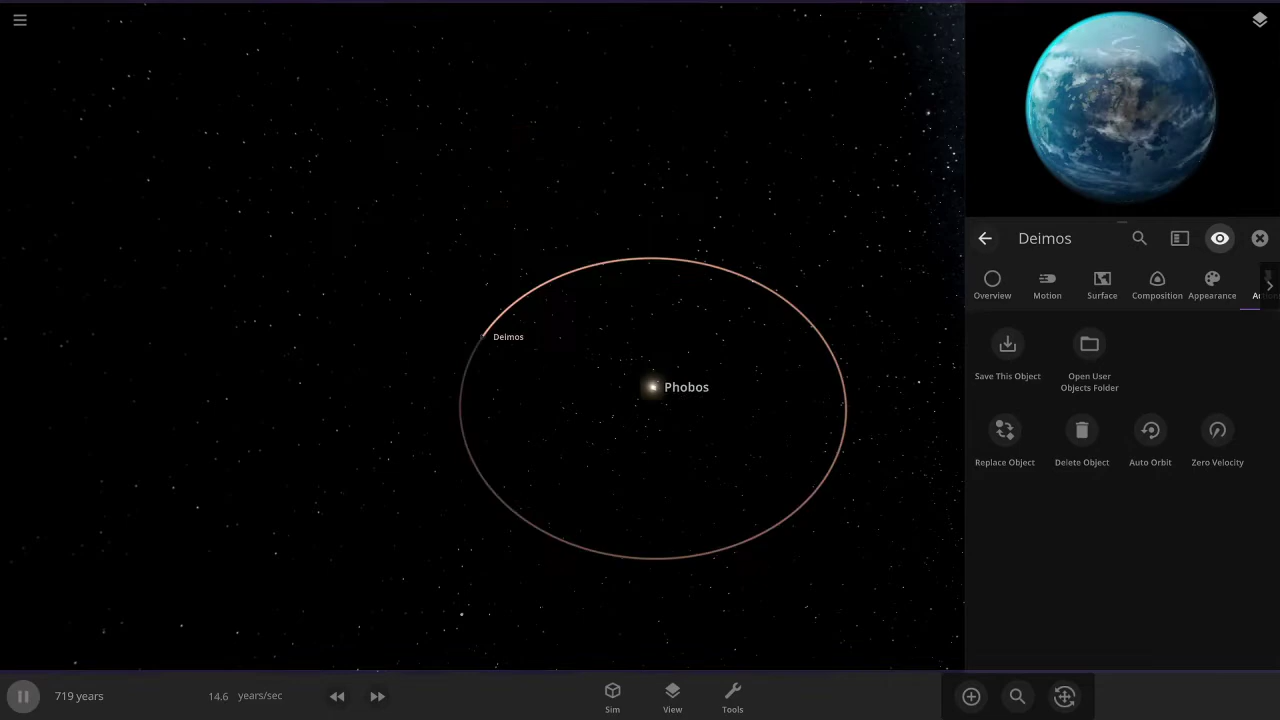 Deimos
Overview
Motion
Surface
Composition
Appearance
Deimos
Phobos
Save This Object
Open User
Objects Folder
Replace Object
Delete Object
Auto Orbit
Zero Velocity
719 years
14.6 years/sec
Sim
View
Tools